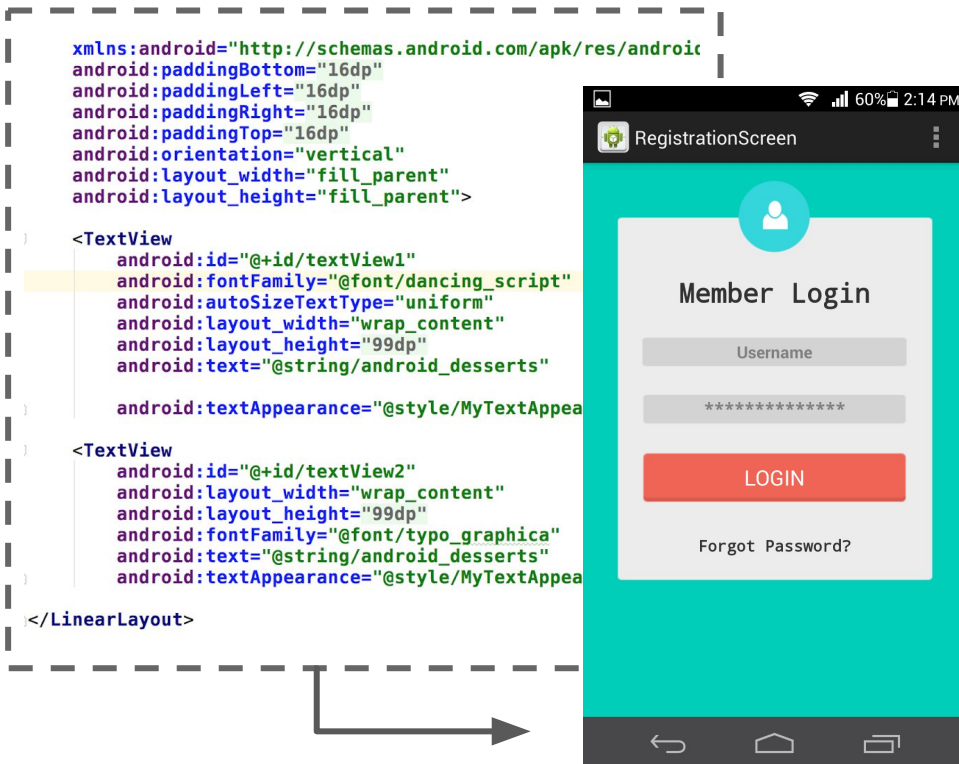 xmlns:android="http://schemas.android.com/apk/res/android
android:paddingBottom="16dp"
android:paddingLeft="16dp"
android:paddingRight="16dp"
android:paddingTop="16dp"
android:orientation="vertical"
android:layout_width="fill_parent"
android:layout_height="fill_parent">
<TextView
android:id="@+id/textView1"
android:fontFamily="@font/dancing_script"
android:autoSizeTextType="uniform"
android:layout_width="wrap_content"
android:layout_height="99dp"
android:text="@string/android_desserts"
android:textAppearance="@style/MyTextAppea
<TextView
android:id="@+id/textView2"
android:layout_width="wrap_content"
android:layout_height="99dp"
android:fontFamily="@font/typo_graphica"
android:text="@string/android_desserts"
android:textAppearance="@style/MyTextAppea
</LinearLayout>
60% 2:14 PM
RegistrationScreen
Member Login
Username
**************
LOGIN
Forgot Password?